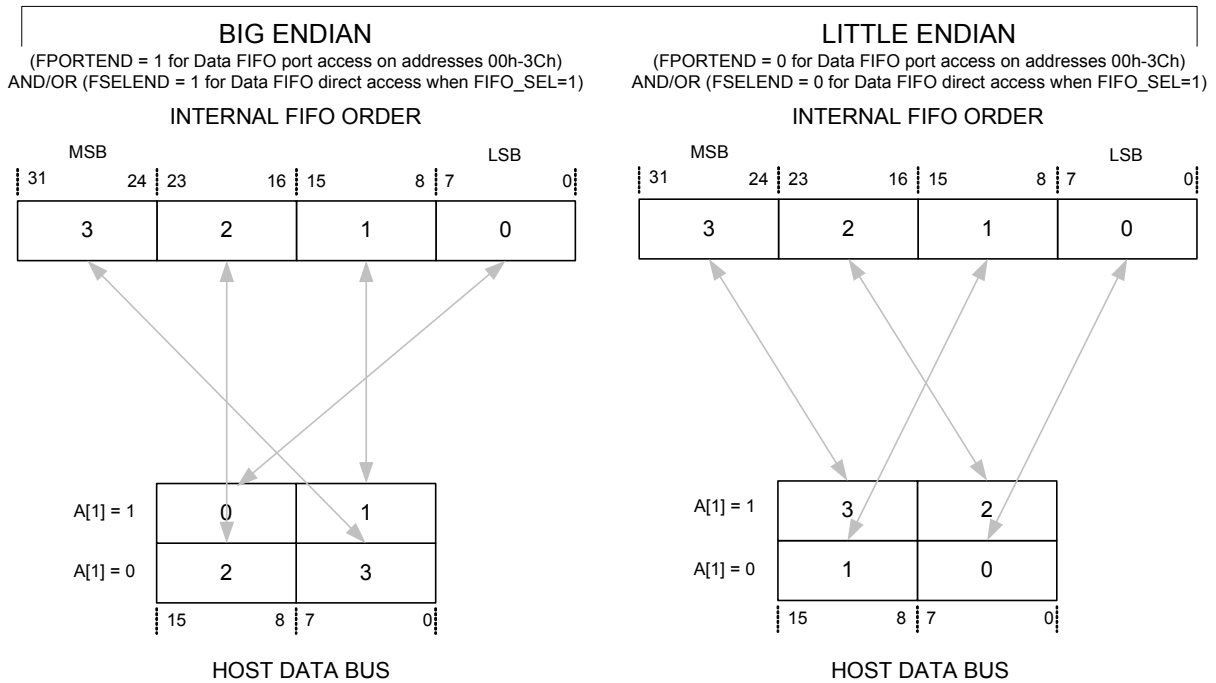 BIG ENDIAN
(FPORTEND = 1 for Data FIFO port access on addresses 00h-3Ch)
AND/OR (FSELEND = 1 for Data FIFO direct access when FIFO_SEL=1)
INTERNAL FIFO ORDER
MSB LSB
31 24 23 16 15 8 7 0
3 2 1 0
A[1] = 1 0 1
A[1] = 0 2 3
15 8 7 0
HOST DATA BUS
LITTLE ENDIAN
(FPORTEND = 0 for Data FIFO port access on addresses 00h-3Ch)
AND/OR (FSELEND = 0 for Data FIFO direct access when FIFO_SEL=1)
INTERNAL FIFO ORDER
MSB LSB
31 24 23 16 15 8 7 0
3 2 1 0
A[1] = 1 3 2
A[1] = 0 1 0
15 8 7 0
HOST DATA BUS